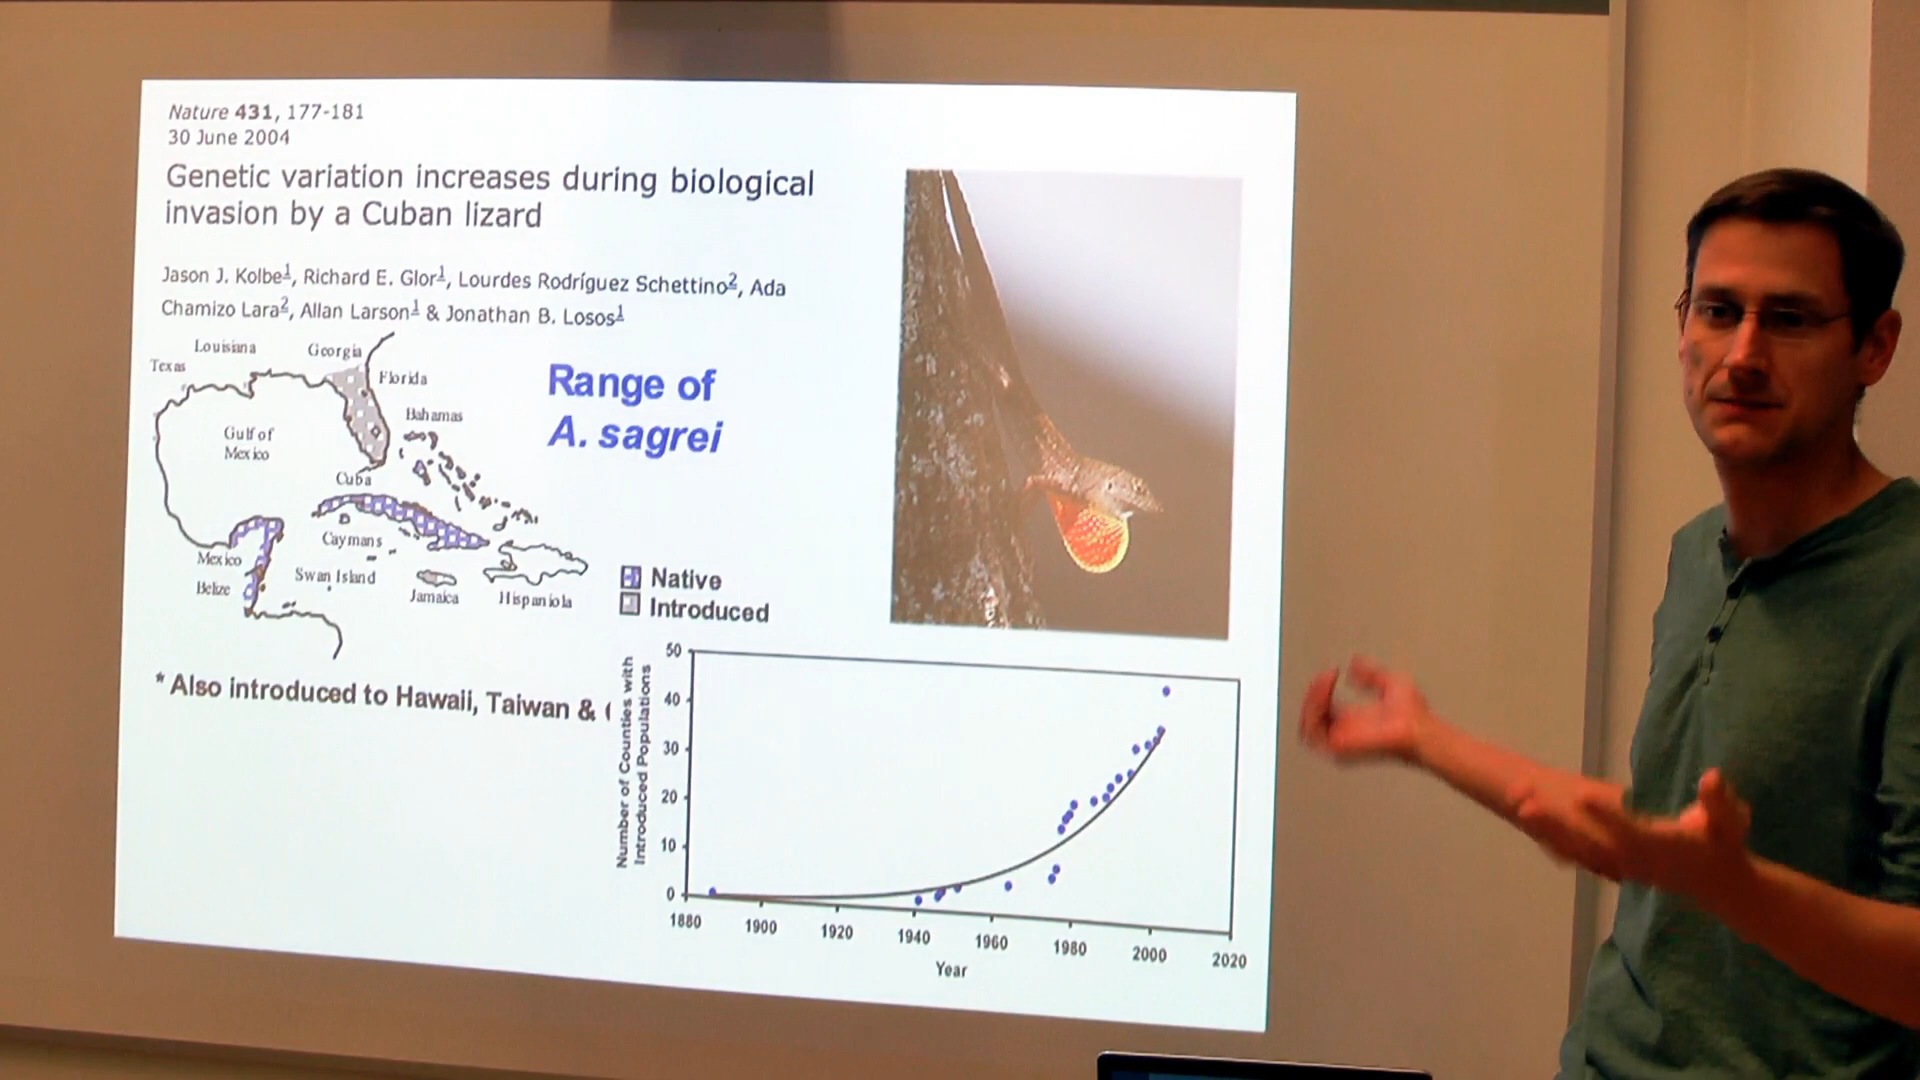 Nature 431, 177-181
30 June 2004
Genetic variation increases during biological
invasion by a Cuban lizard
Jason J. Kolbe1, Richard E. Glor1, Lourdes Rodríguez Schettino2, Ada
Chamizo Lara2, Allan Larson1 & Jonathan B. Losos1
Louisiana
Georgia
Texas
Florida
Bahamas
Gulf of
Mexico
Cuba
Caymans
Mexico
Swan Island
Belize
Jamaica
Hispaniola
Range of
A. sagrei
Native
Introduced
* Also introduced to Hawaii, Taiwan &
Number of Counties with
Introduced Populations
50
40
30
20
10
0
1880
1900
1920
1940
1960
1980
2000
2020
Year